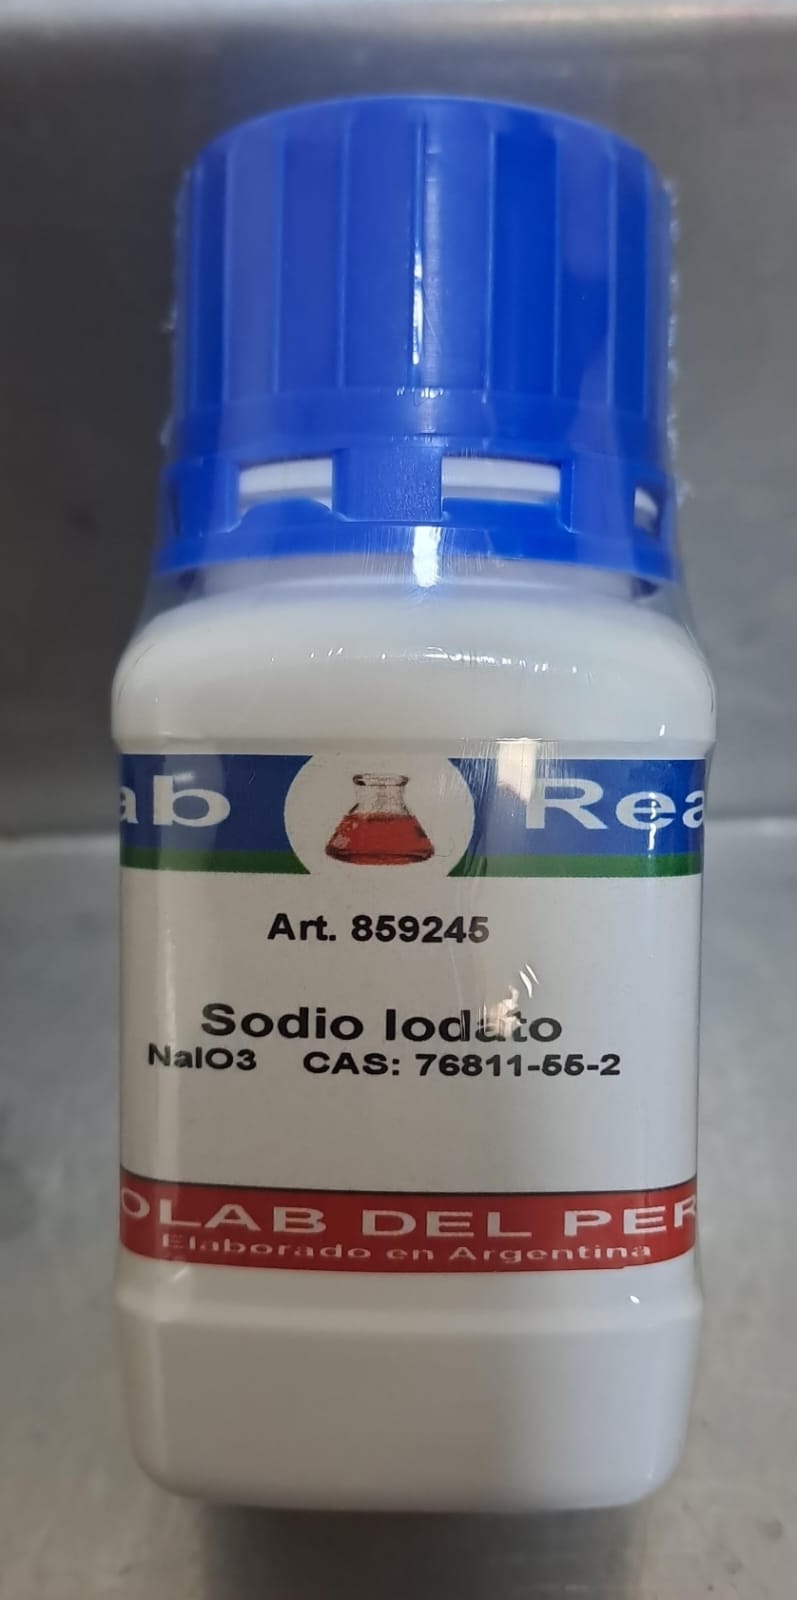 ab Rea
Art. 859245
Sodio Iodato
NaIO3 CAS: 76811-55-2
OLAB DEL PER
Elaborado en Argentina